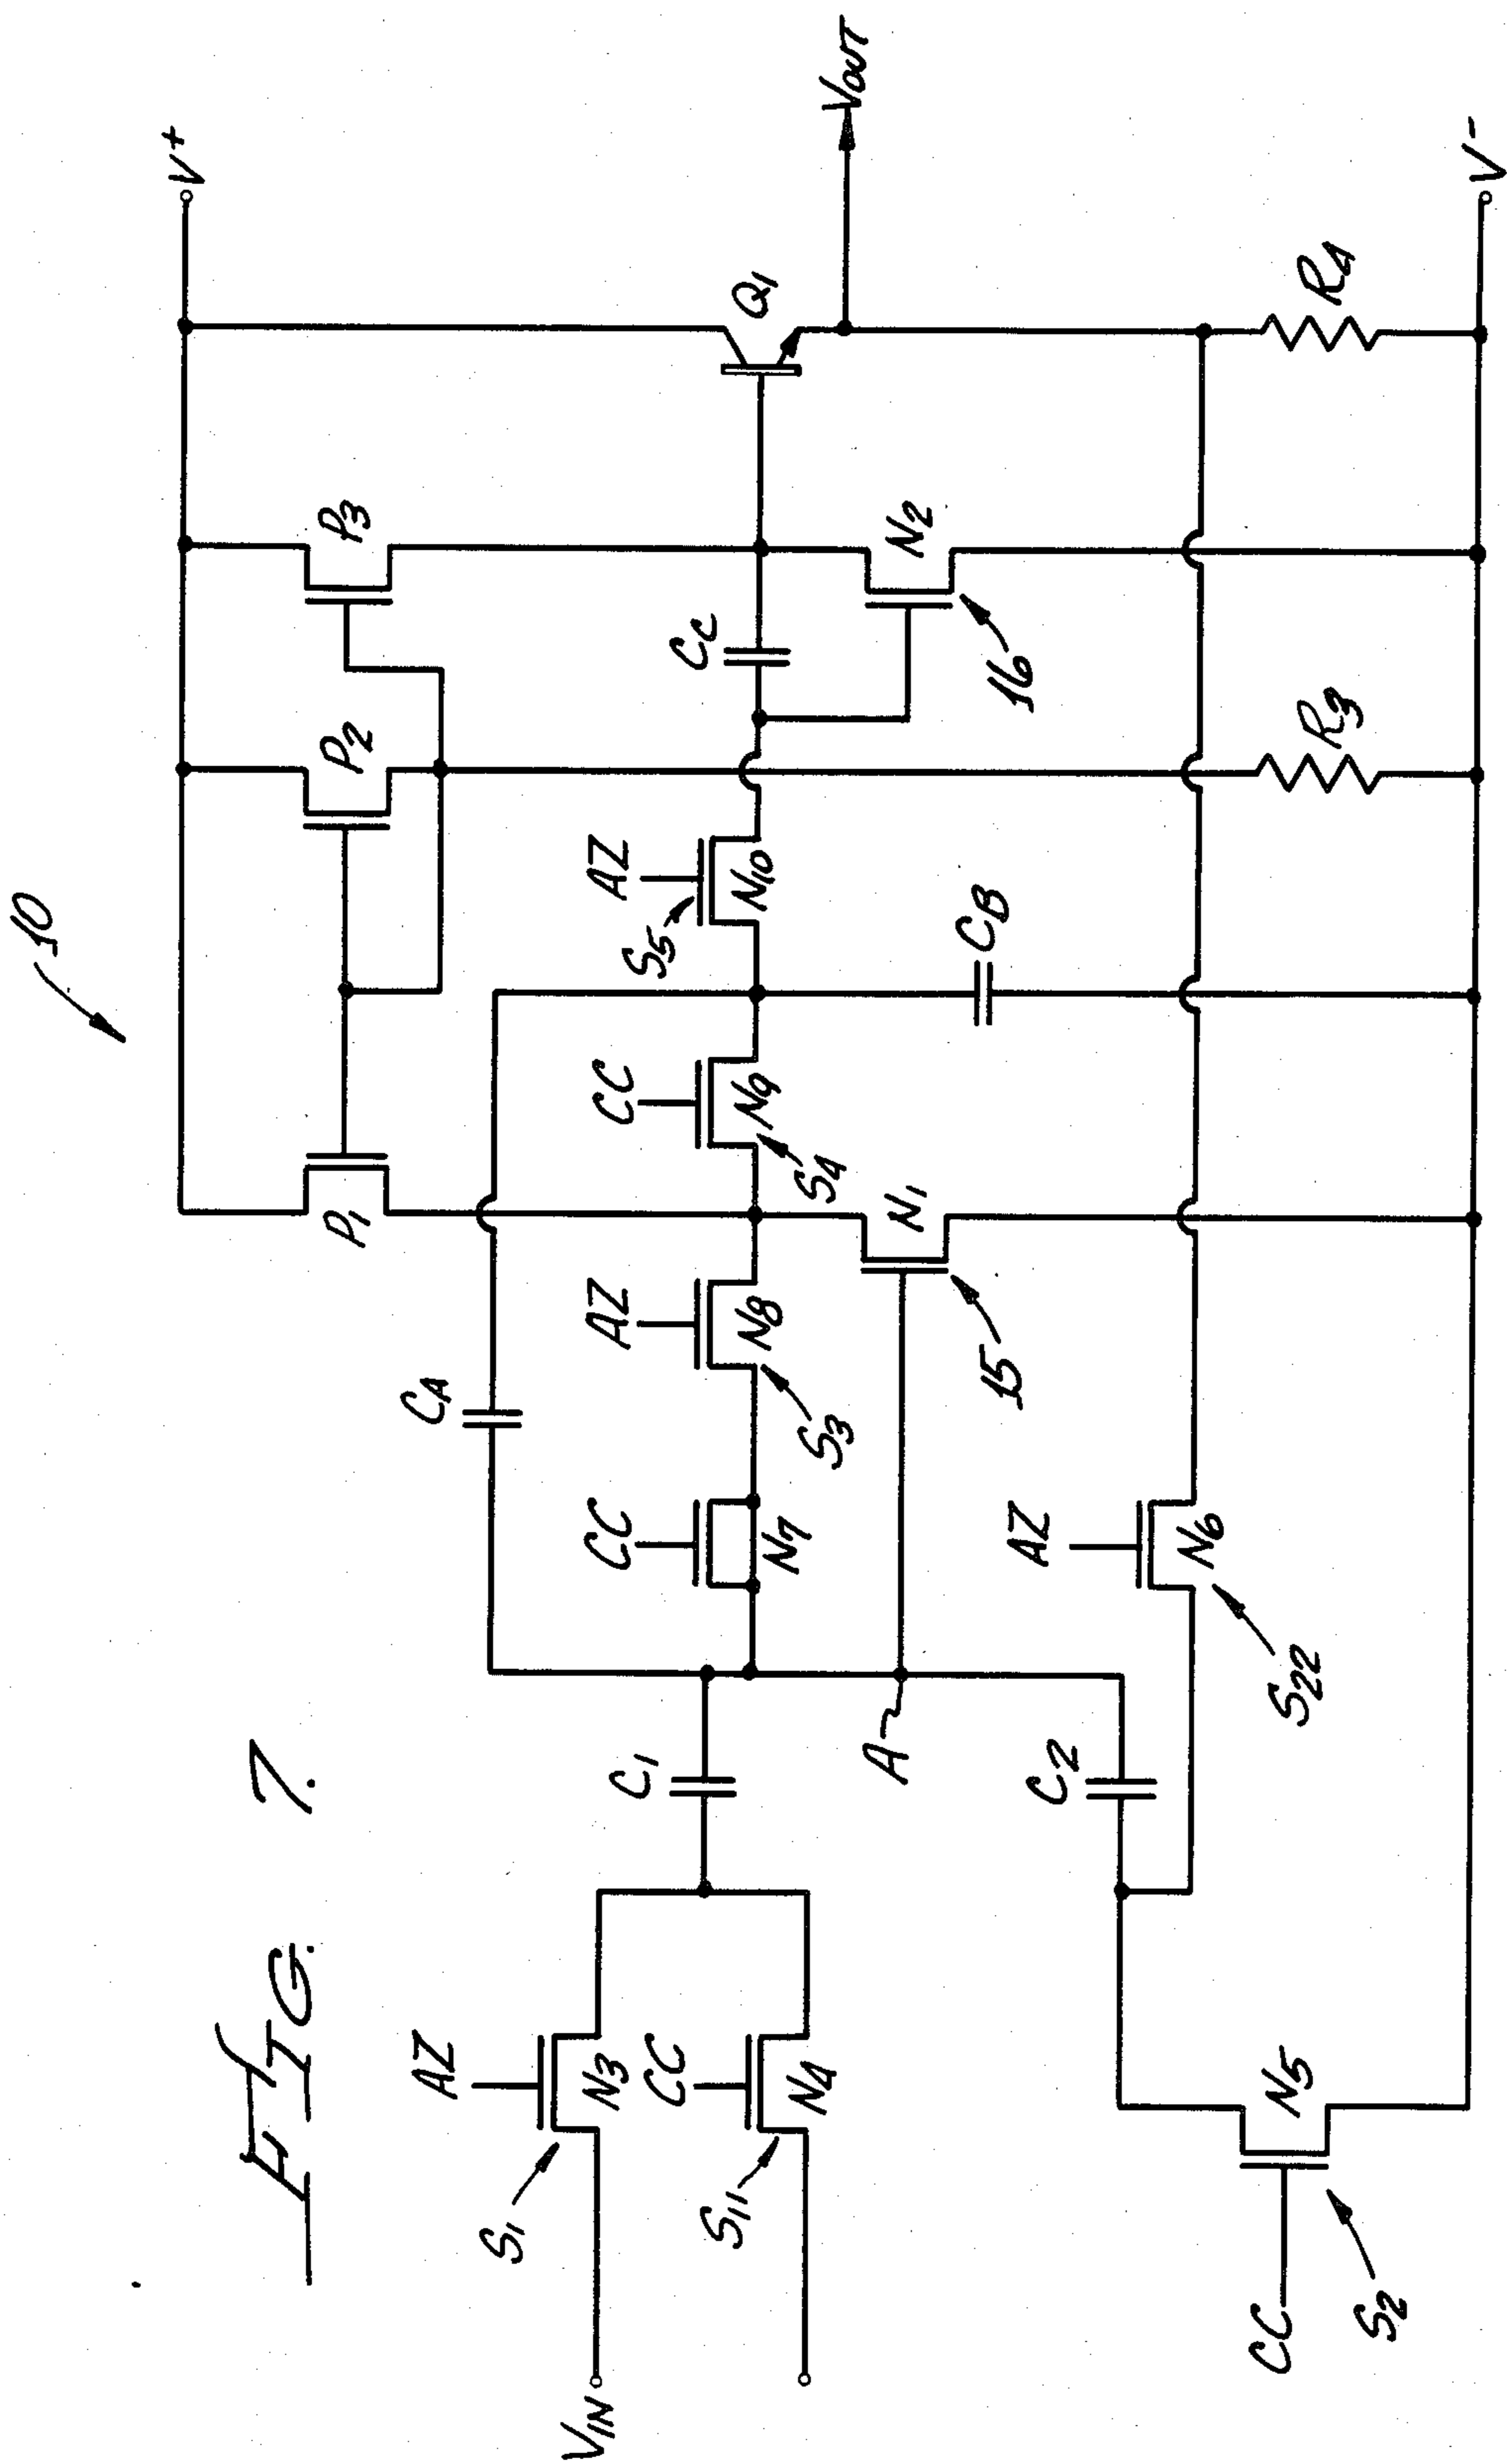 10
V+
P1
P2
P3
CA
AZ
CC
AZ
CC
AZ
S5
CC
Q1
VOUT
VIN
S1
N3
C1
N7
N8
S3
N9
S4
N10
CC
S11
N4
A
N1
15
CB
N2
16
C2
AZ
N6
S22
R3
R4
CC
S2
N5
V-
FIG. 7.